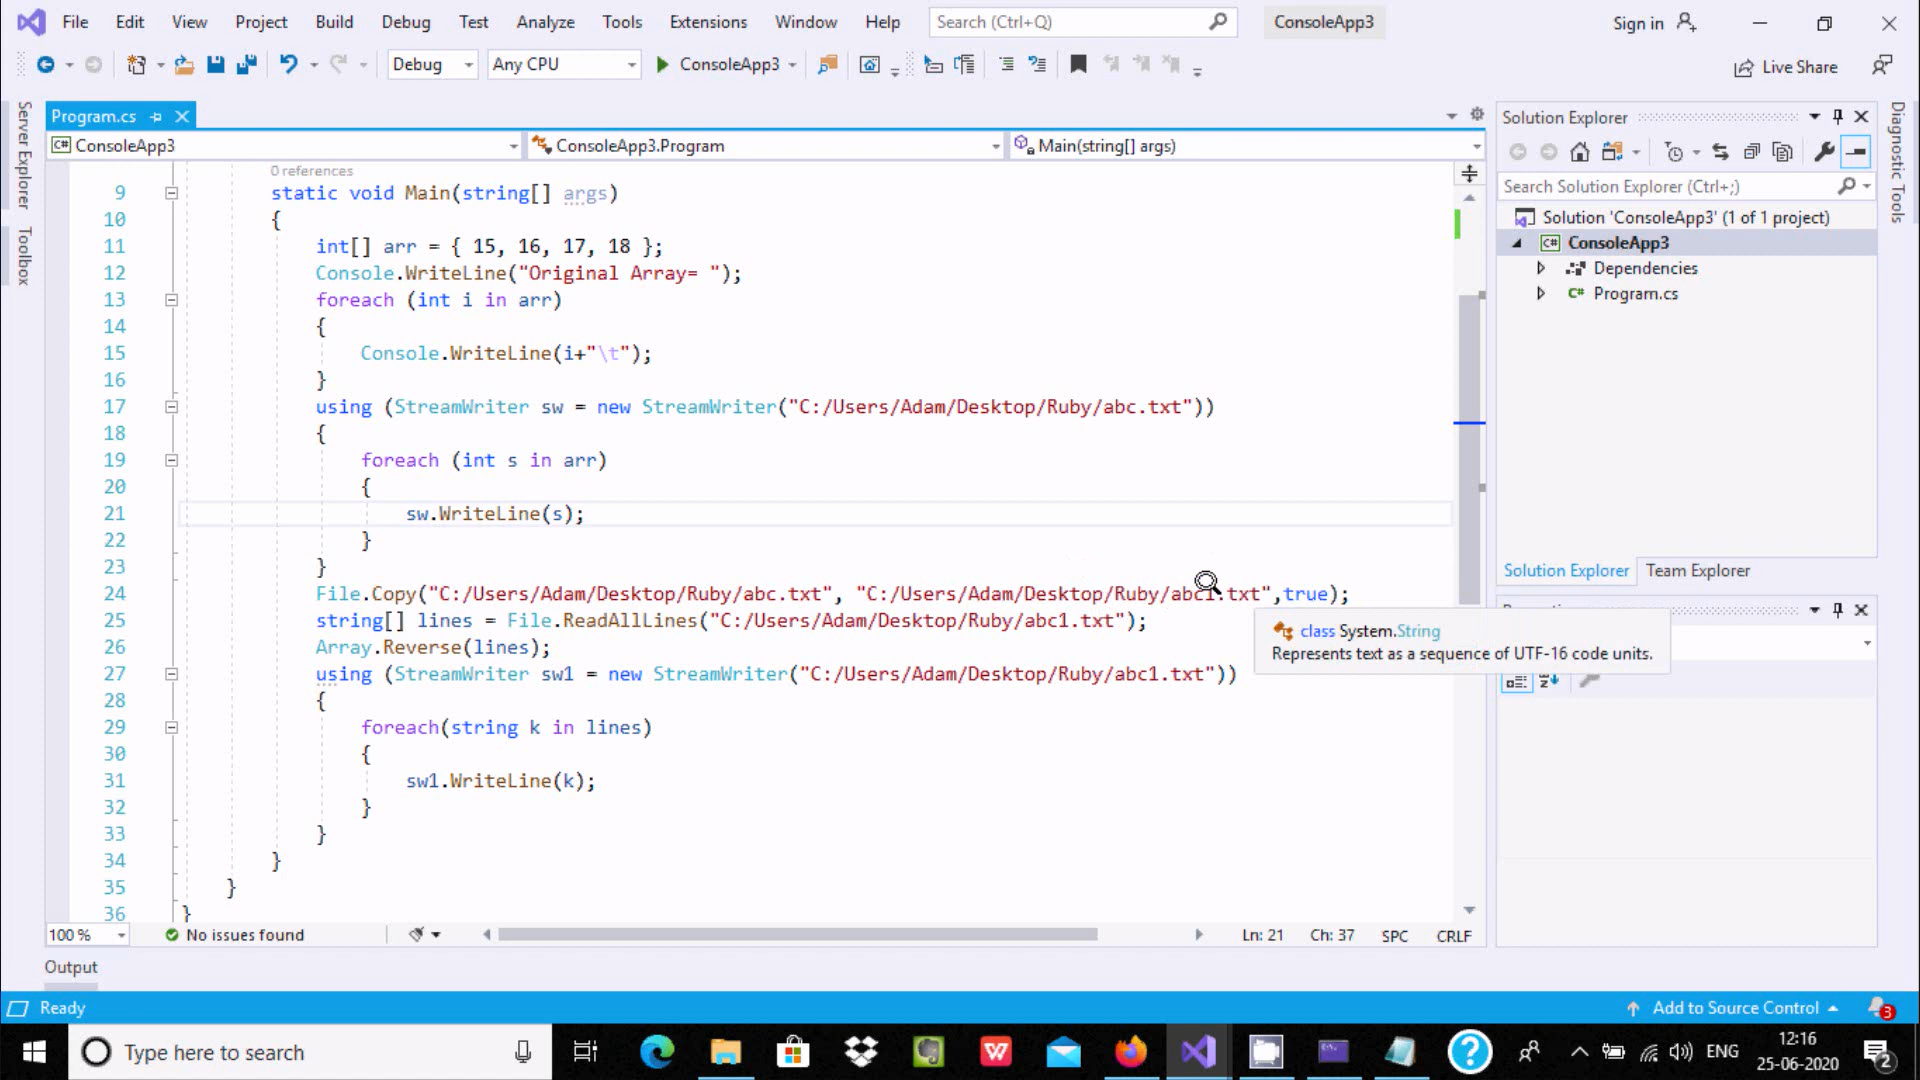 File Edit View Project Build Debug Test Analyze Tools Extensions Window Help Search (Ctrl+Q) ConsoleApp3 Sign in
Debug Any CPU ConsoleApp3 Live Share
Server Explorer
Toolbox
Program.cs
C# ConsoleApp3 ConsoleApp3.Program Main(string[] args)
0 references
9 static void Main(string[] args)
10 {
11 int[] arr = { 15, 16, 17, 18 };
12 Console.WriteLine("Original Array= ");
13 foreach (int i in arr)
14 {
15 Console.WriteLine(i+"\t");
16 }
17 using (StreamWriter sw = new StreamWriter("C:/Users/Adam/Desktop/Ruby/abc.txt"))
18 {
19 foreach (int s in arr)
20 {
21 sw.WriteLine(s);
22 }
23 }
24 File.Copy("C:/Users/Adam/Desktop/Ruby/abc.txt", "C:/Users/Adam/Desktop/Ruby/abc1.txt",true);
25 string[] lines = File.ReadAllLines("C:/Users/Adam/Desktop/Ruby/abc1.txt");
26 Array.Reverse(lines);
27 using (StreamWriter sw1 = new StreamWriter("C:/Users/Adam/Desktop/Ruby/abc1.txt"))
28 {
29 foreach(string k in lines)
30 {
31 sw1.WriteLine(k);
32 }
33 }
34 }
35 }
36 }
class System.String
Represents text as a sequence of UTF-16 code units.
100 % No issues found Ln: 21 Ch: 37 SPC CRLF
Solution Explorer
Search Solution Explorer (Ctrl+;)
Solution 'ConsoleApp3' (1 of 1 project)
C# ConsoleApp3
Dependencies
C# Program.cs
Solution Explorer Team Explorer
Diagnostic Tools
Output
Ready Add to Source Control 3
Type here to search ENG 12:16
25-06-2020 2